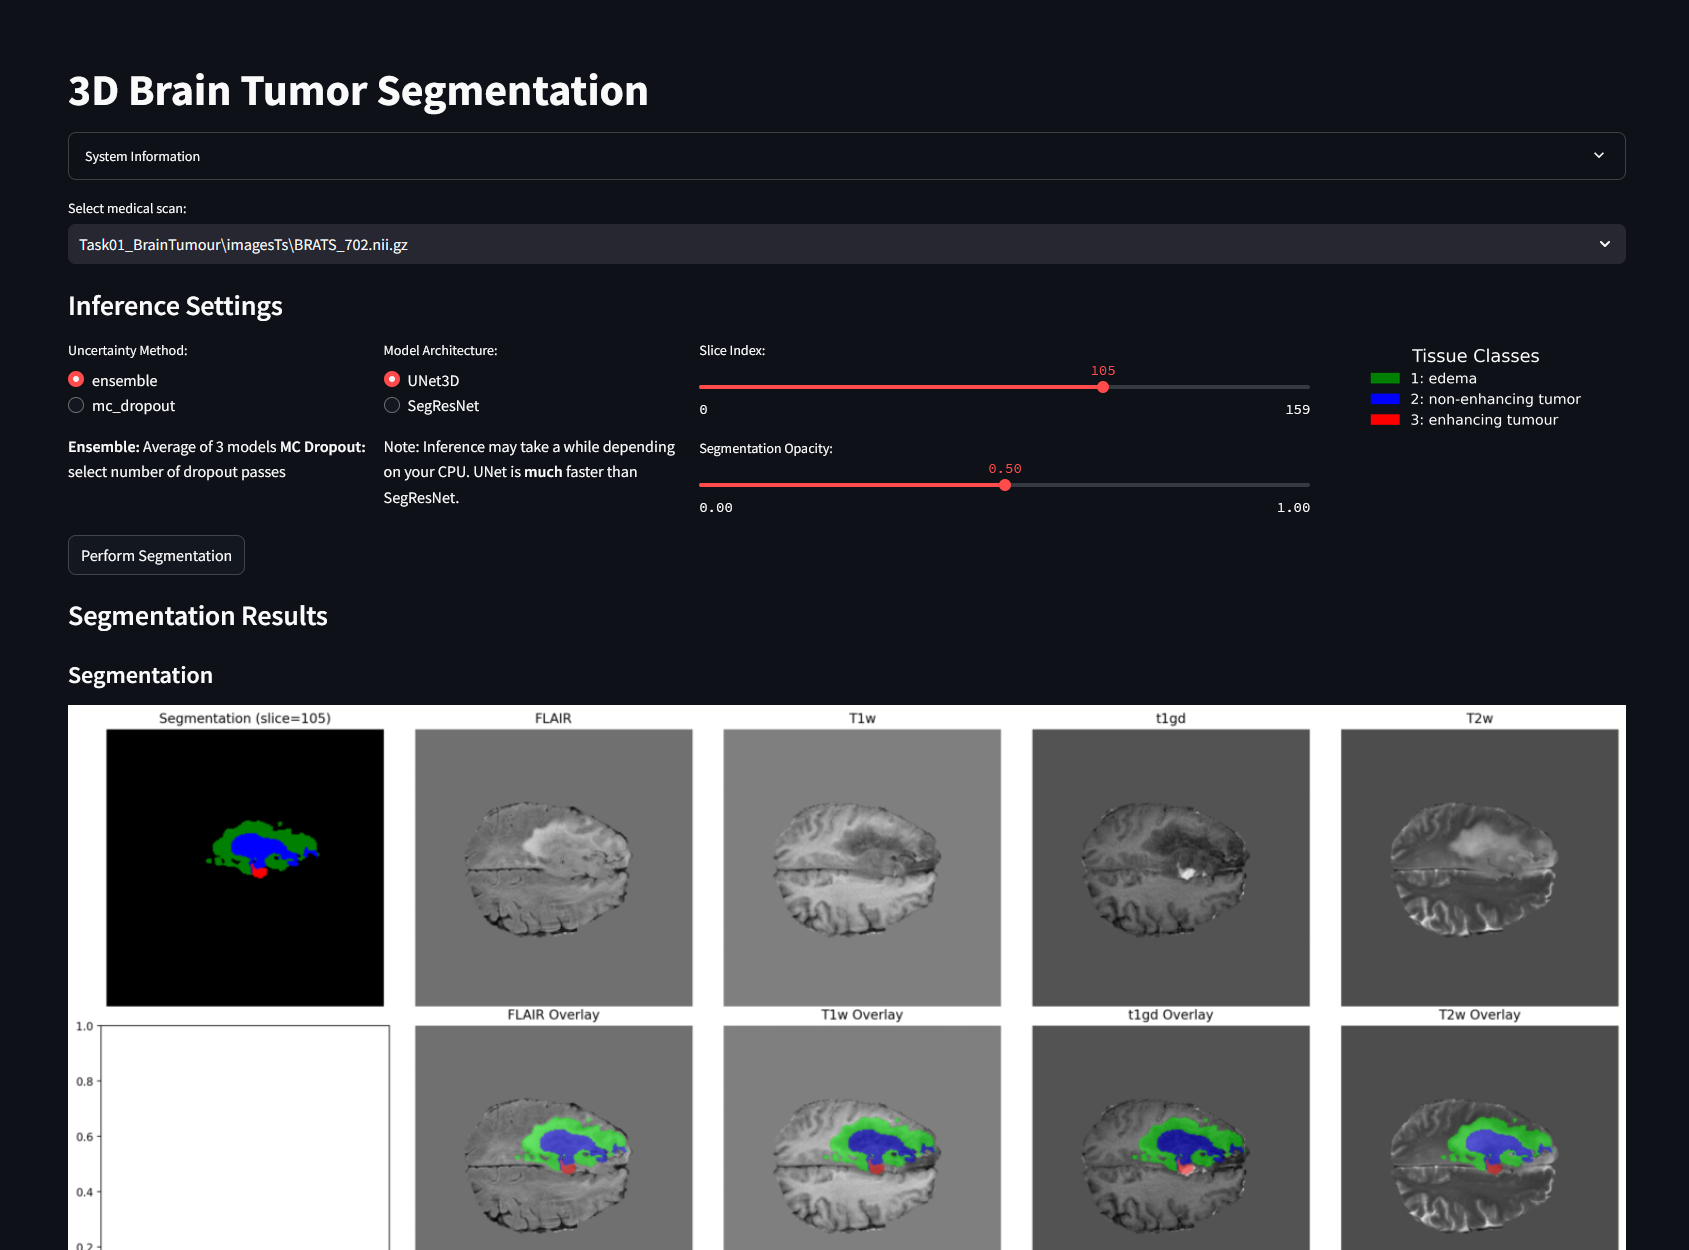 3D Brain Tumor Segmentation
System Information
Select medical scan:
Task01_BrainTumour\imagesTs\BRATS_702.nii.gz
Inference Settings
Uncertainty Method:
ensemble
mc_dropout
Ensemble: Average of 3 models MC Dropout:
select number of dropout passes
Model Architecture:
UNet3D
SegResNet
Note: Inference may take a while depending
on your CPU. UNet is much faster than
SegResNet.
Slice Index:
105
0
159
Segmentation Opacity:
0.50
0.00
1.00
Tissue Classes
1: edema
2: non-enhancing tumor
3: enhancing tumour
Perform Segmentation
Segmentation Results
Segmentation
Segmentation (slice=105)
FLAIR
T1w
t1gd
T2w
FLAIR Overlay
T1w Overlay
t1gd Overlay
T2w Overlay
1.0
0.8
0.6
0.4
0.2